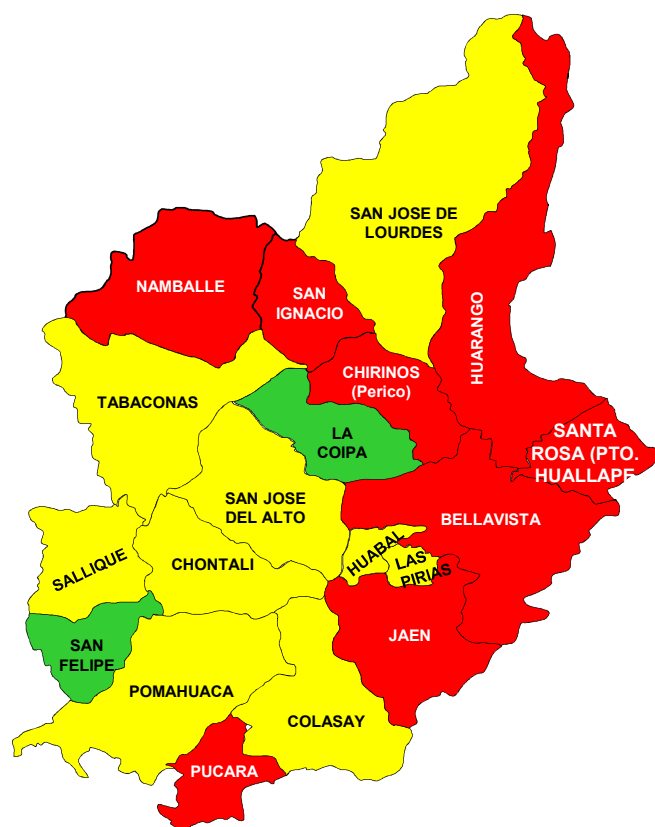 SAN JOSE DE
LOURDES
NAMBALLE
SAN
IGNACIO
HUARANGO
CHIRINOS
(Perico)
TABACONAS
LA
COIPA
SANTA
ROSA (PTO.
HUALLAPE
SAN JOSE
DEL ALTO
BELLAVISTA
HUABAL
LAS
PIRIAS
SALLIQUE
CHONTALI
JAEN
SAN
FELIPE
POMAHUACA
COLASAY
PUCARA